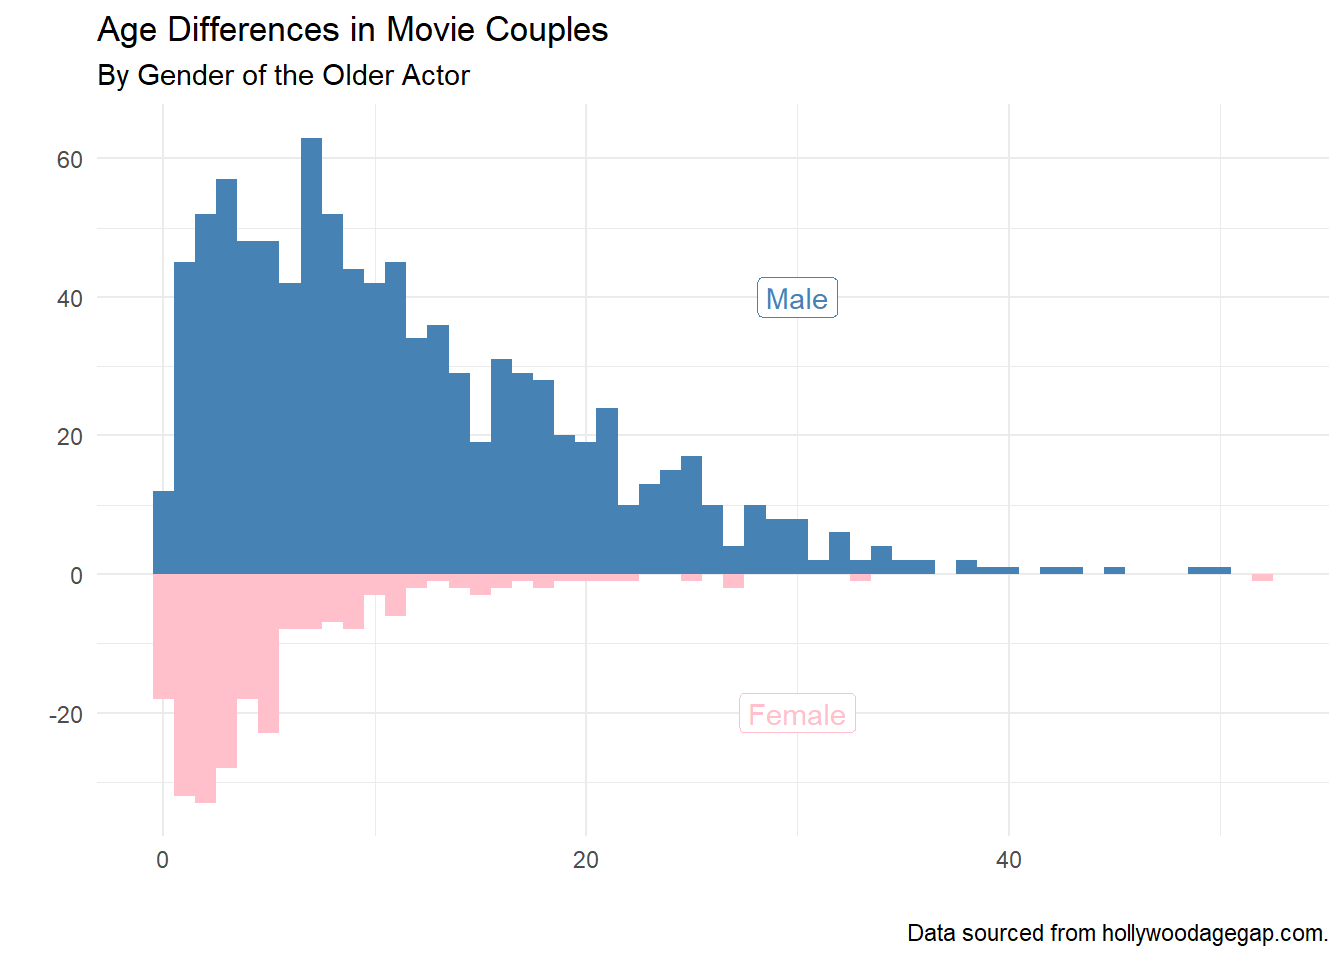 Age Differences in Movie Couples
By Gender of the Older Actor
60
40
20
0
-20
Male
Female
0 20 40
Data sourced from hollywoodagegap.com.